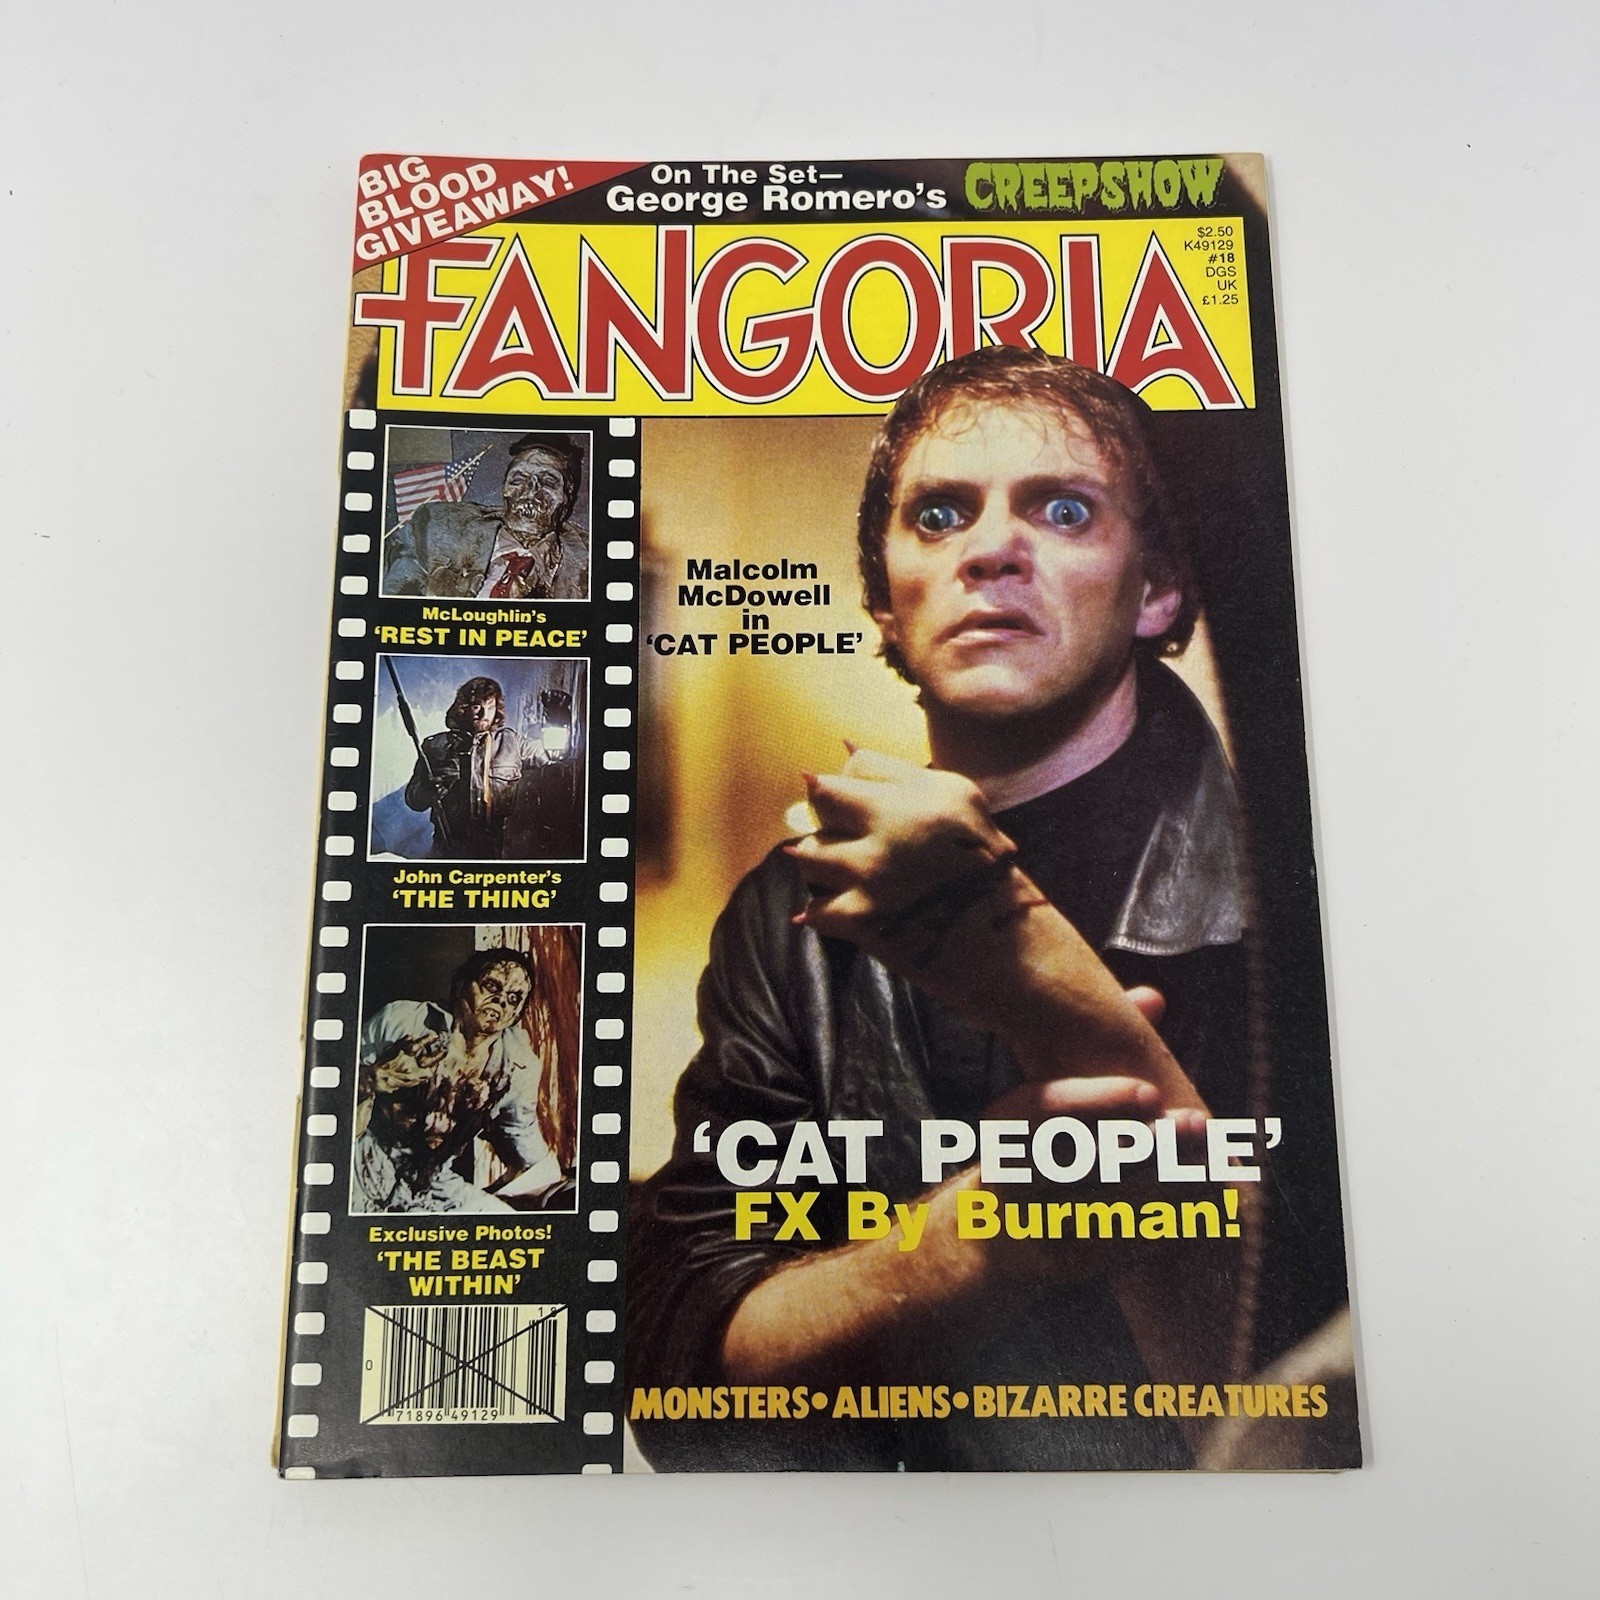 BIG
BLOOD
GIVEAWAY!
On The Set—
George Romero's CREEPSHOW
FANGORIA
$2.50
K49129
#18
DGS
UK
£1.25
McLoughlin's
'REST IN PEACE'
John Carpenter's
'THE THING'
Exclusive Photos!
'THE BEAST
WITHIN'
18
0
71896 49129
Malcolm
McDowell
in
'CAT PEOPLE'
'CAT PEOPLE'
FX By Burman!
MONSTERS•ALIENS•BIZARRE CREATURES